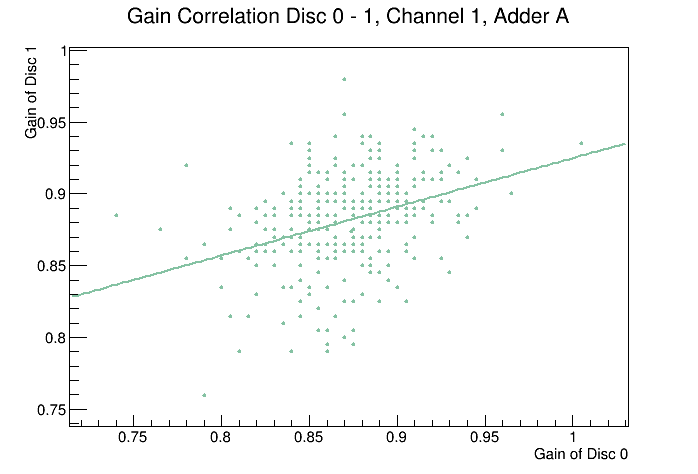 Gain Correlation Disc 0 - 1, Channel 1, Adder A
Gain of Disc 1
1
0.95
0.9
0.85
0.8
0.75
0.75 0.8 0.85 0.9 0.95 1
Gain of Disc 0